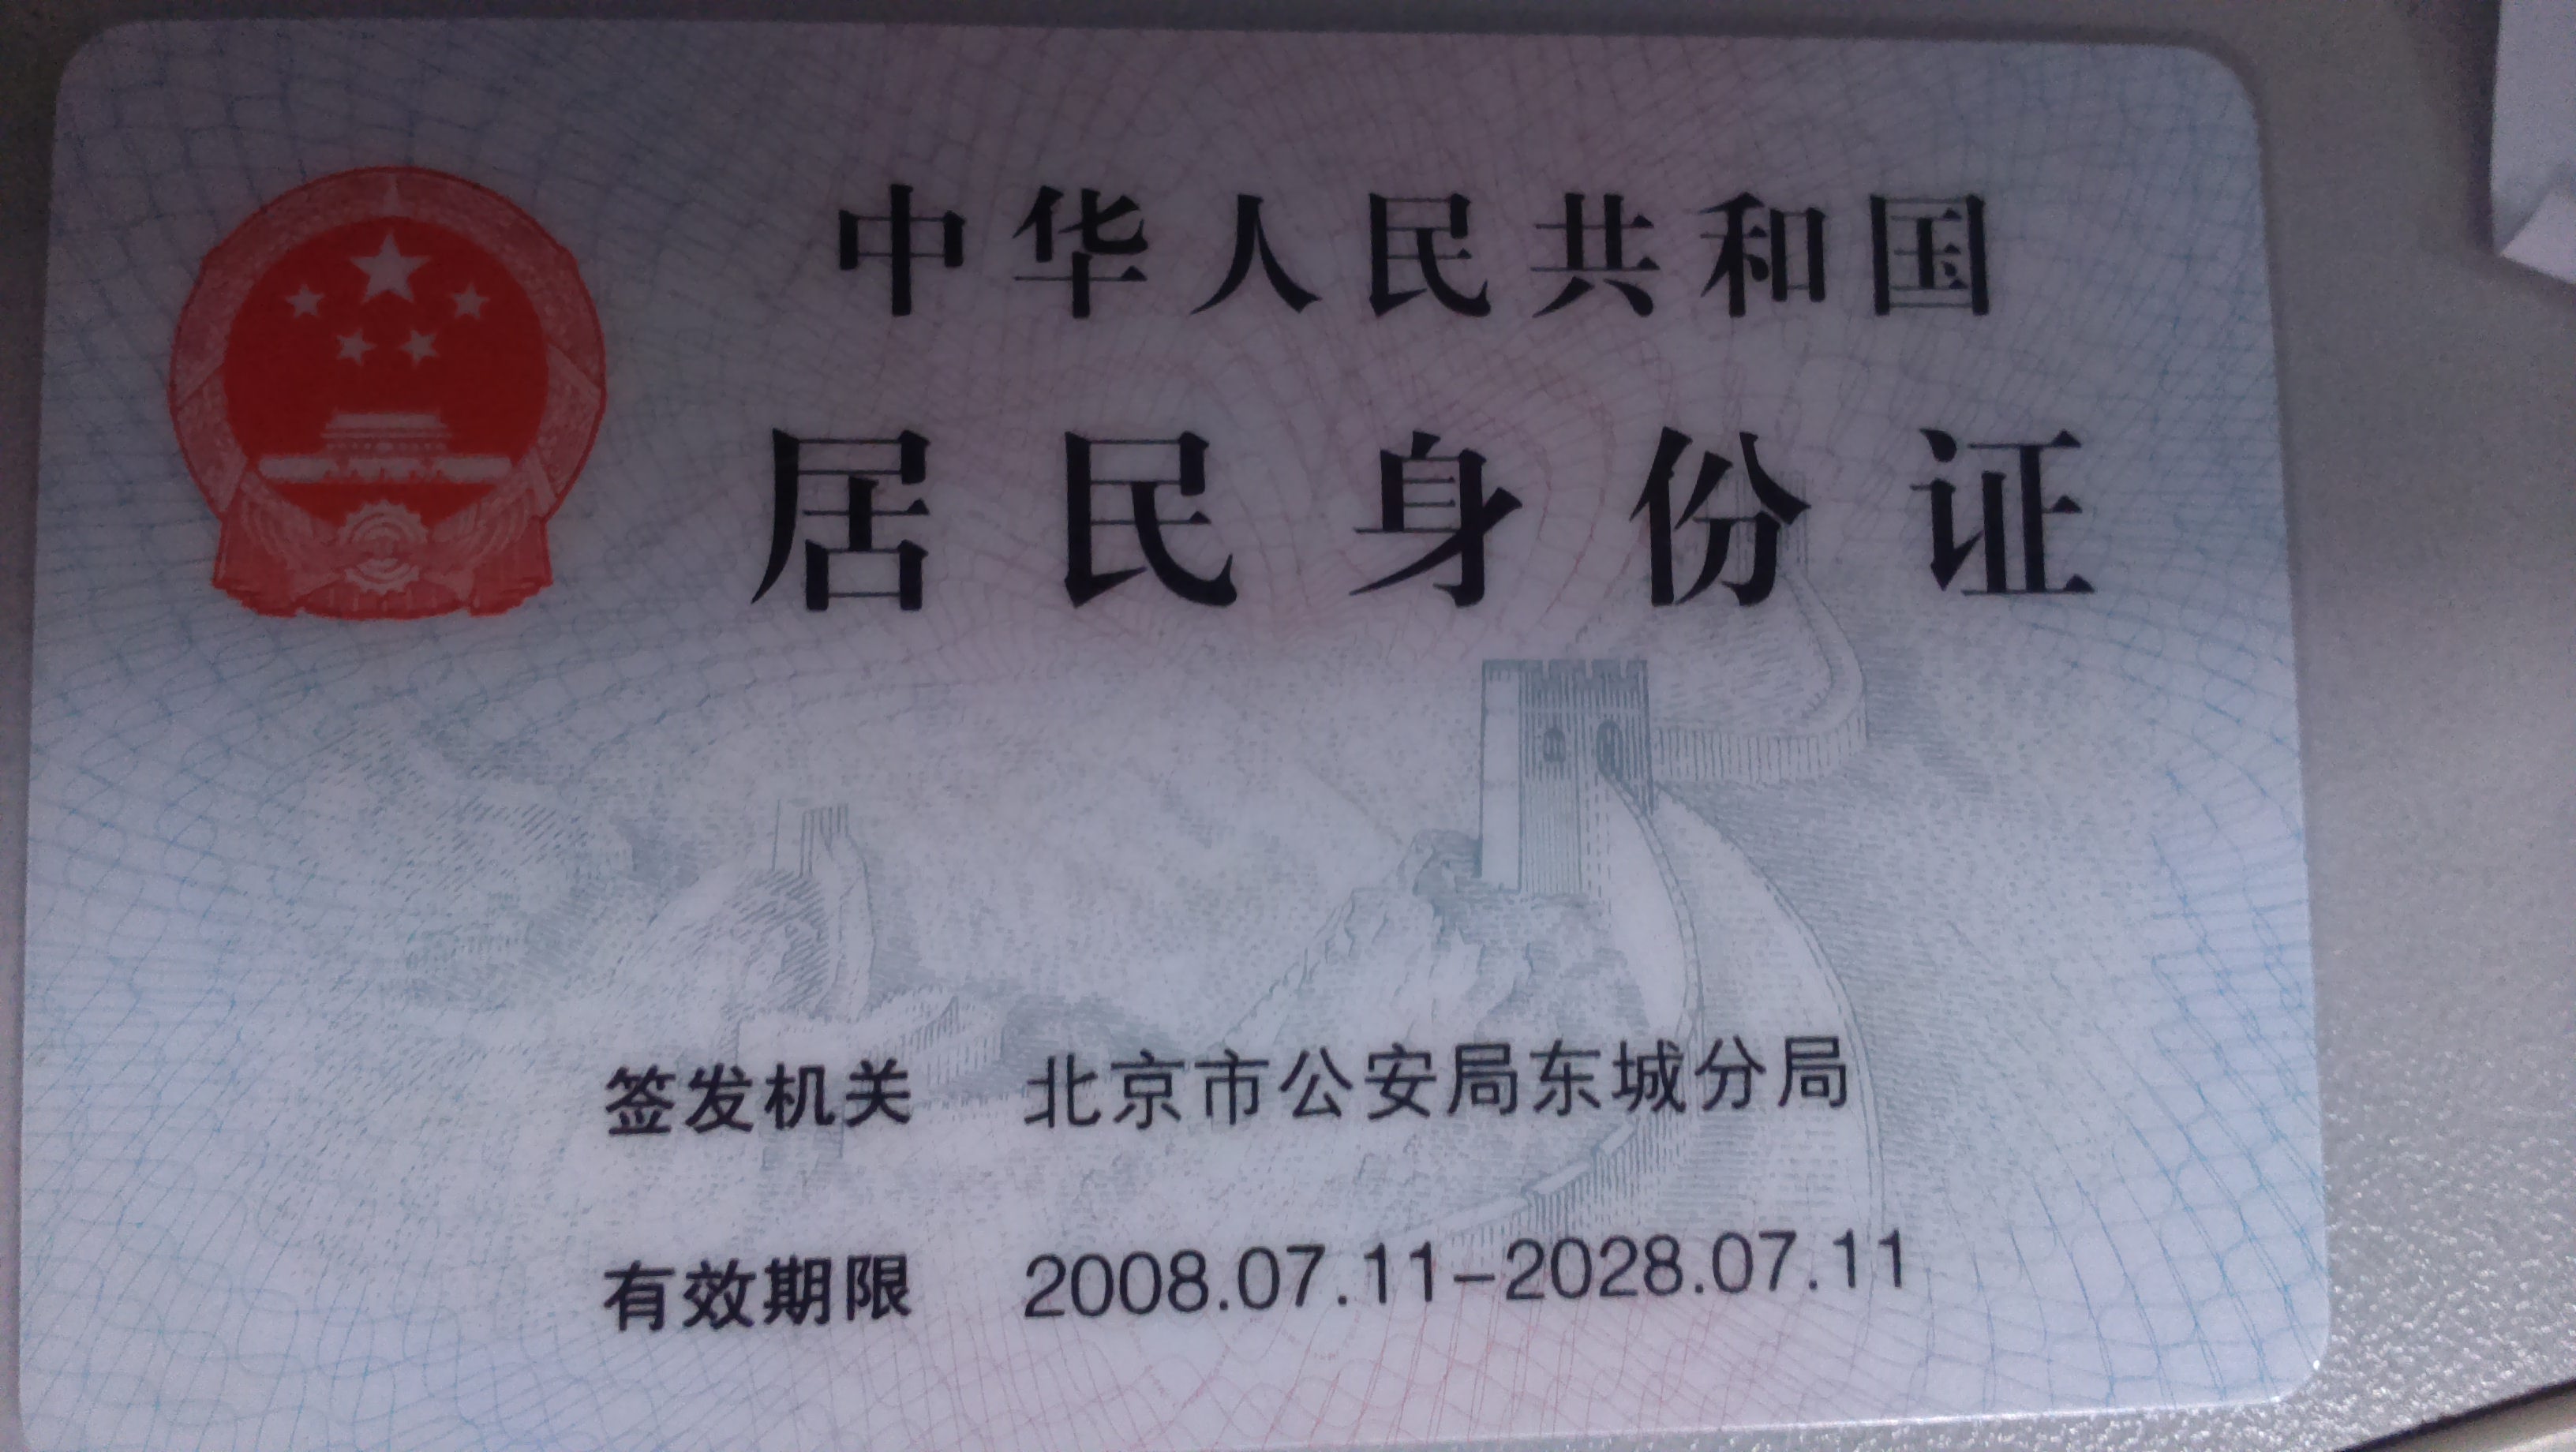 中华人民共和国
居民身份证
签发机关 北京市公安局东城分局
有效期限 2008.07.11-2028.07.11